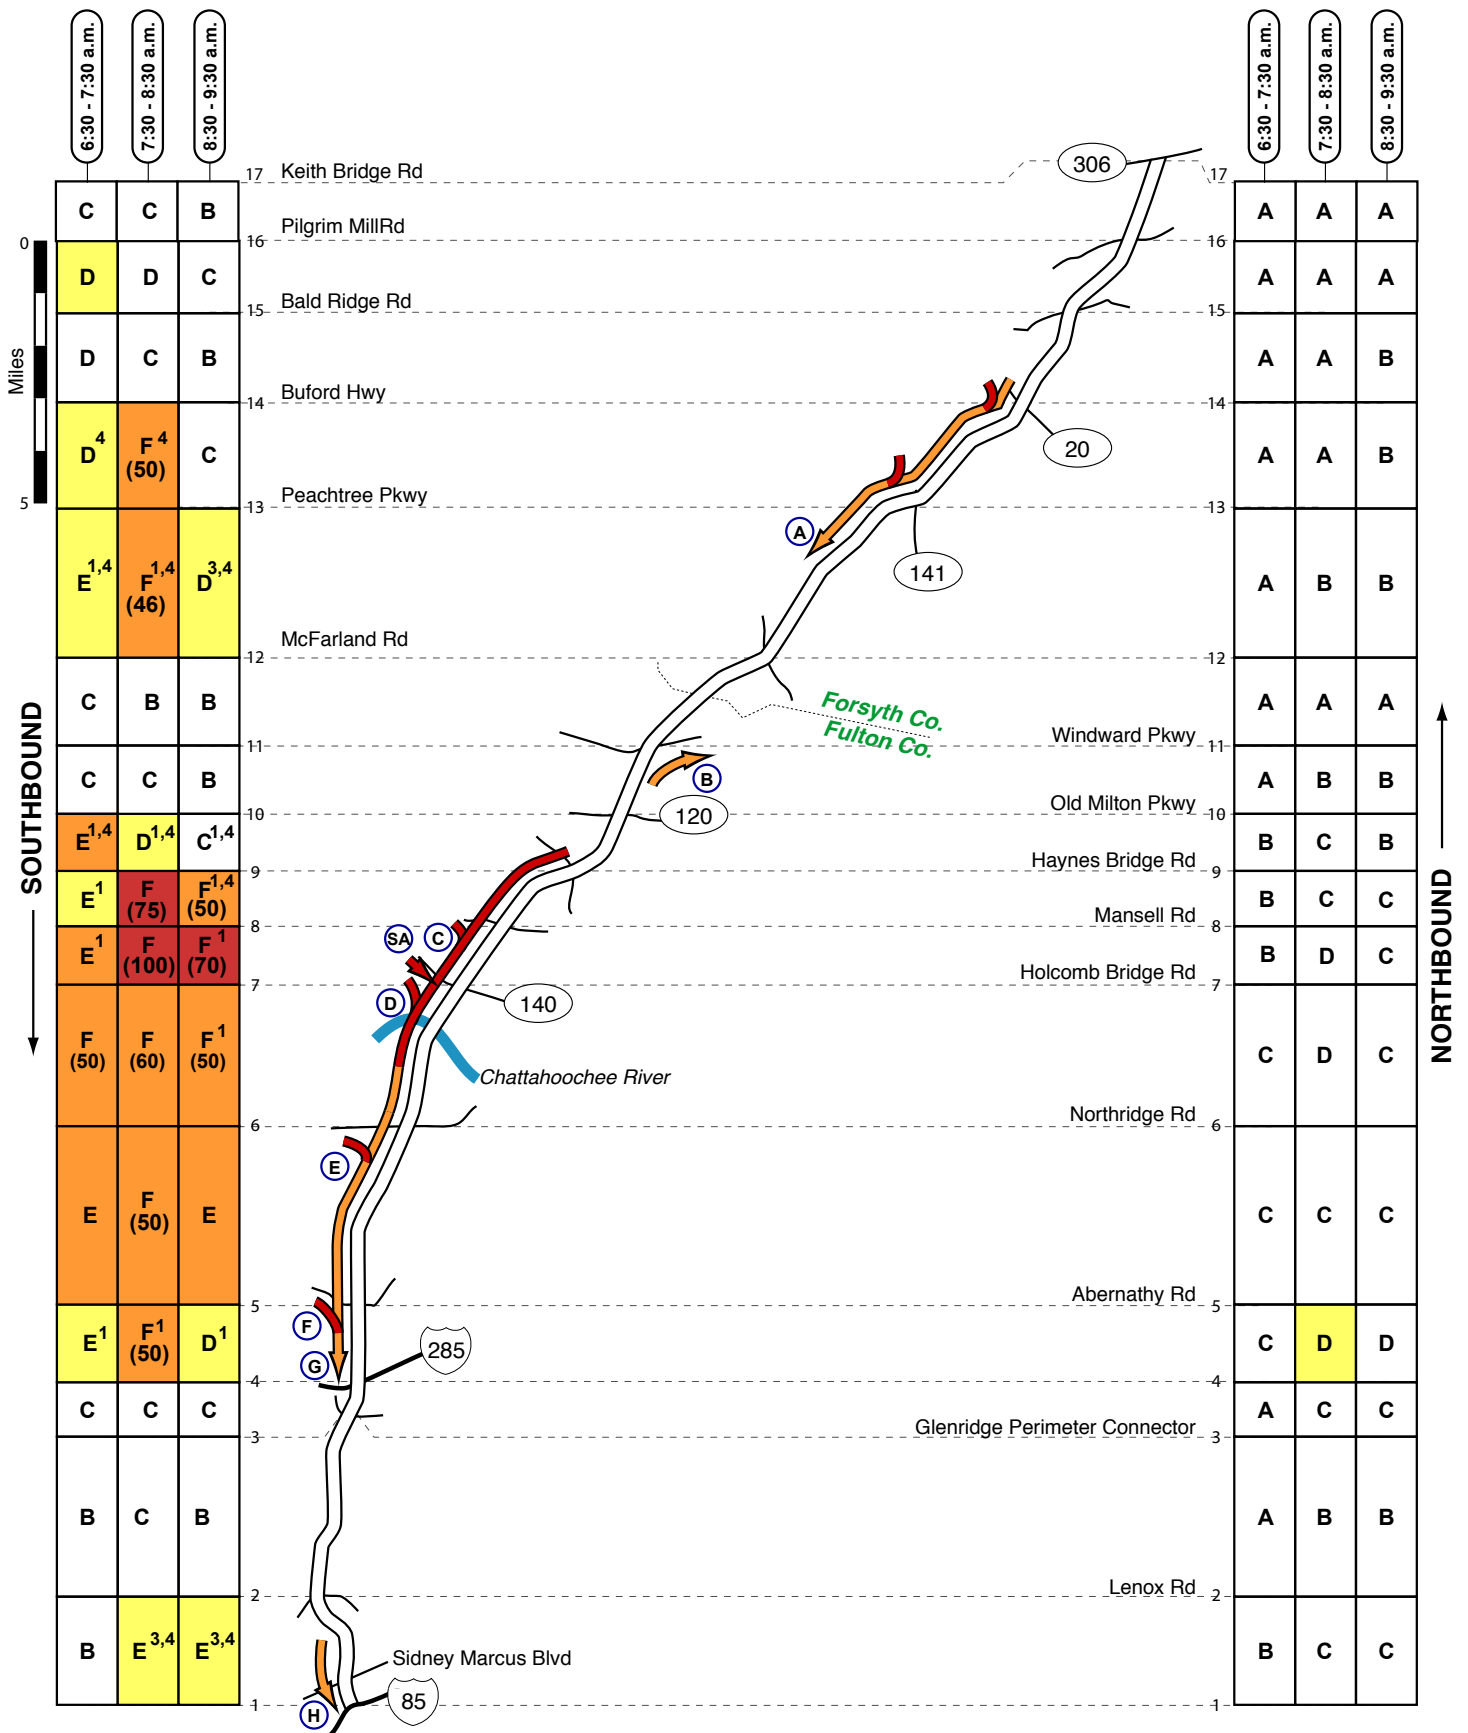 6:30 - 7:30 a.m.
7:30 - 8:30 a.m.
8:30 - 9:30 a.m.
6:30 - 7:30 a.m.
7:30 - 8:30 a.m.
8:30 - 9:30 a.m.
17 Keith Bridge Rd 306 17
C C B A A A
Pilgrim MillRd
0 16 16
D D C A A A
15 Bald Ridge Rd 15
D C B A A B
Miles
Buford Hwy
14 14
D4 F4 (50) C 20 A A B
5 Peachtree Pkwy
13 13
A
141
E1,4 F1,4 (46) D3,4 A B B
McFarland Rd
12 12
C B B A A A
Forsyth Co.
Fulton Co.
Windward Pkwy
11 11
C C B B A B B
Old Milton Pkwy
10 120 10
E1,4 D1,4 C1,4 B C B
Haynes Bridge Rd
9 9
E1 F (75) F1,4 (50) B C C
Mansell Rd
8 8
SA C
E1 F (100) F1 (70) B D C
Holcomb Bridge Rd
7 7
D 140
F (50) F (60) F1 (50) C D C
Chattahoochee River
Northridge Rd
6 6
E
E F (50) E C C C
Abernathy Rd
5 5
F
E1 F1 (50) D1 285 C D D
G
4 4
C C C A C C
Glenridge Perimeter Connector
3 3
B C B A B B
Lenox Rd
2 2
B E3,4 E3,4 B C C
Sidney Marcus Blvd
85
H
1 1
SOUTHBOUND
NORTHBOUND